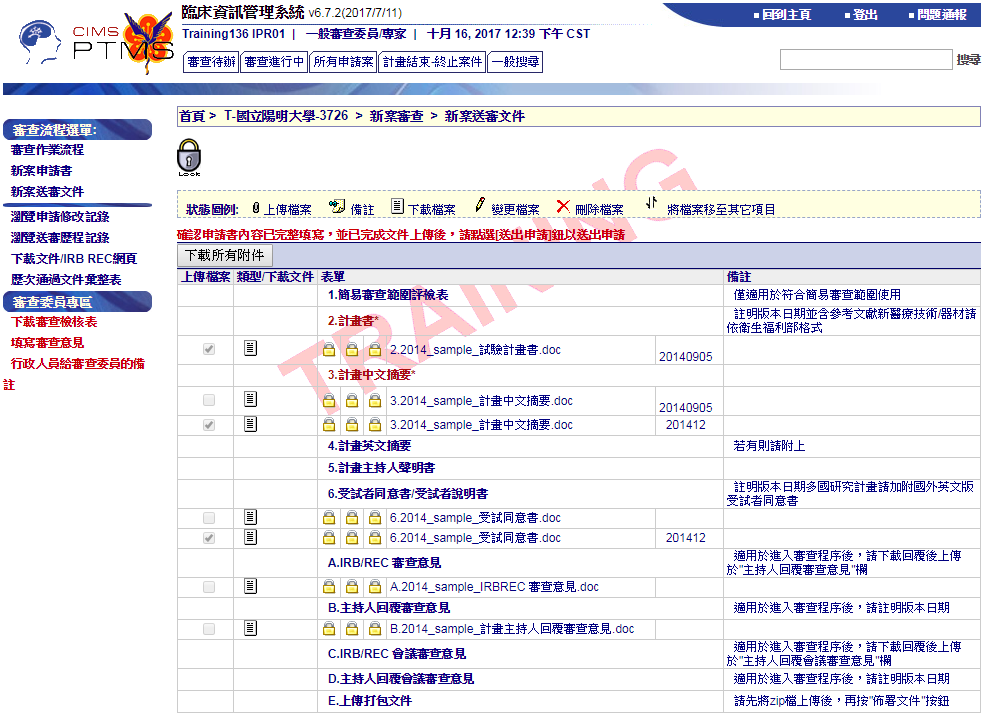 CIMS
PTMS
臨床資訊管理系統 v6.7.2(2017/7/11)
Training136 IPR01 | 一般審查委員/專家 | 十月 16, 2017 12:39 下午 CST
回到主頁 登出 問題通報
審查待辦 審查進行中 所有申請案 計畫結束-終止案件 一般搜尋
搜尋
首頁 > T-國立陽明大學-3726 > 新案審查 > 新案送審文件
審查流程選單:
審查作業流程
新案申請書
新案送審文件
瀏覽申請修改記錄
瀏覽送審歷程記錄
下載文件/IRB REC網頁
歷次通過文件彙整表
審查委員專區
下載審查檢核表
填寫審查意見
行政人員給審查委員的備
註
Lock
狀態圖例: 上傳檔案 備註 下載檔案 變更檔案 刪除檔案 將檔案移至其它項目
確認申請書內容已完整填寫，並已完成文件上傳後，請點選[送出申請]鈕以送出申請
下載所有附件
上傳檔案 類型/下載文件 表單 備註
1.簡易審查範圍評檢表 僅適用於符合簡易審查範圍使用
2.計畫書* 註明版本日期並含參考文獻新醫療技術/器材請
依衛生福利部格式
2.2014_sample_試驗計畫書.doc 20140905
3.計畫中文摘要*
3.2014_sample_計畫中文摘要.doc 20140905
3.2014_sample_計畫中文摘要.doc 201412
4.計畫英文摘要 若有則請附上
5.計畫主持人聲明書
6.受試者同意書/受試者說明書 註明版本日期多國研究計畫請加附國外英文版
受試者同意書
6.2014_sample_受試同意書.doc
6.2014_sample_受試同意書.doc 201412
A.IRB/REC 審查意見 適用於進入審查程序後，請下載回覆後上傳
於"主持人回覆審查意見"欄
A.2014_sample_IRBREC 審查意見.doc
B.主持人回覆審查意見 適用於進入審查程序後，請註明版本日期
B.2014_sample_計畫主持人回覆審查意見.doc
C.IRB/REC 會議審查意見 適用於進入審查程序後，請下載回覆後上傳
於"主持人回覆會議審查意見"欄
D.主持人回覆會議審查意見 適用於進入審查程序後，請註明版本日期
E.上傳打包文件 請先將zip檔上傳後，再按"佈署文件"按鈕
TRAINING